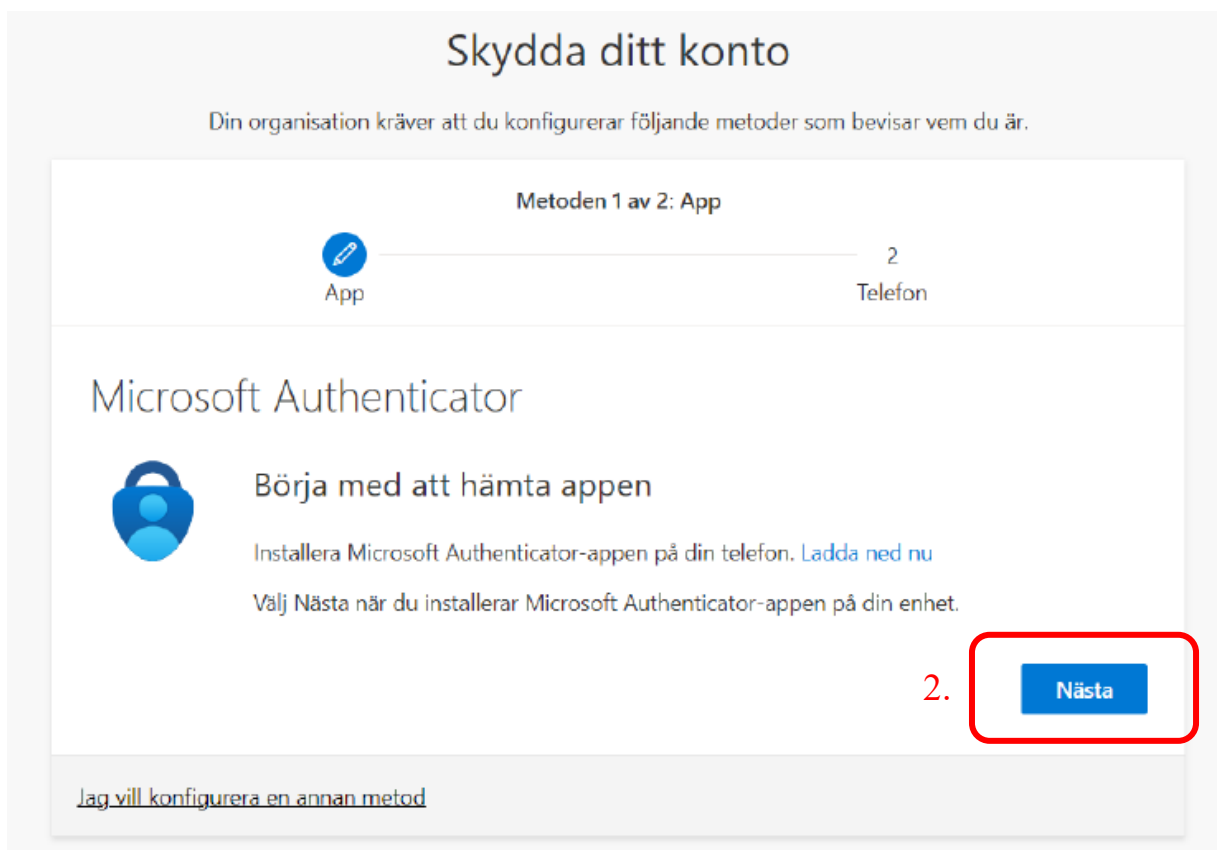 Skydda ditt konto
Din organisation kräver att du konfigurerar följande metoder som bevisar vem du är.
Metoden 1 av 2: App
2
App
Telefon
Microsoft Authenticator
Börja med att hämta appen
Installera Microsoft Authenticator-appen på din telefon. Ladda ned nu
Välj Nästa när du installerar Microsoft Authenticator-appen på din enhet.
2.
Nästa
Jag vill konfigurera en annan metod